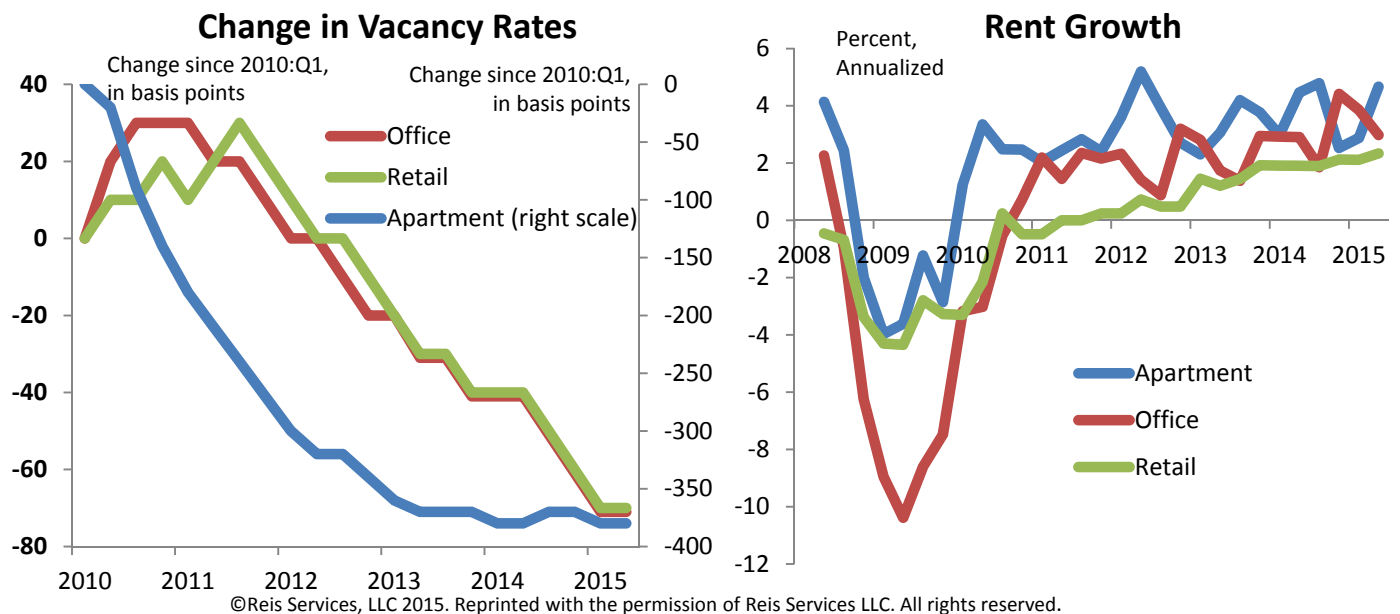 Change in Vacancy Rates
Change since 2010:Q1,
in basis points
Change since 2010:Q1,
in basis points
40
20
0
-20
-40
-60
-80
0
-50
-100
-150
-200
-250
-300
-350
-400
Office
Retail
Apartment (right scale)
2010 2011 2012 2013 2014 2015
Rent Growth
Percent,
Annualized
6
4
2
0
-2
-4
-6
-8
-10
-12
2008 2009 2010 2011 2012 2013 2014 2015
Apartment
Office
Retail
©Reis Services, LLC 2015. Reprinted with the permission of Reis Services LLC. All rights reserved.